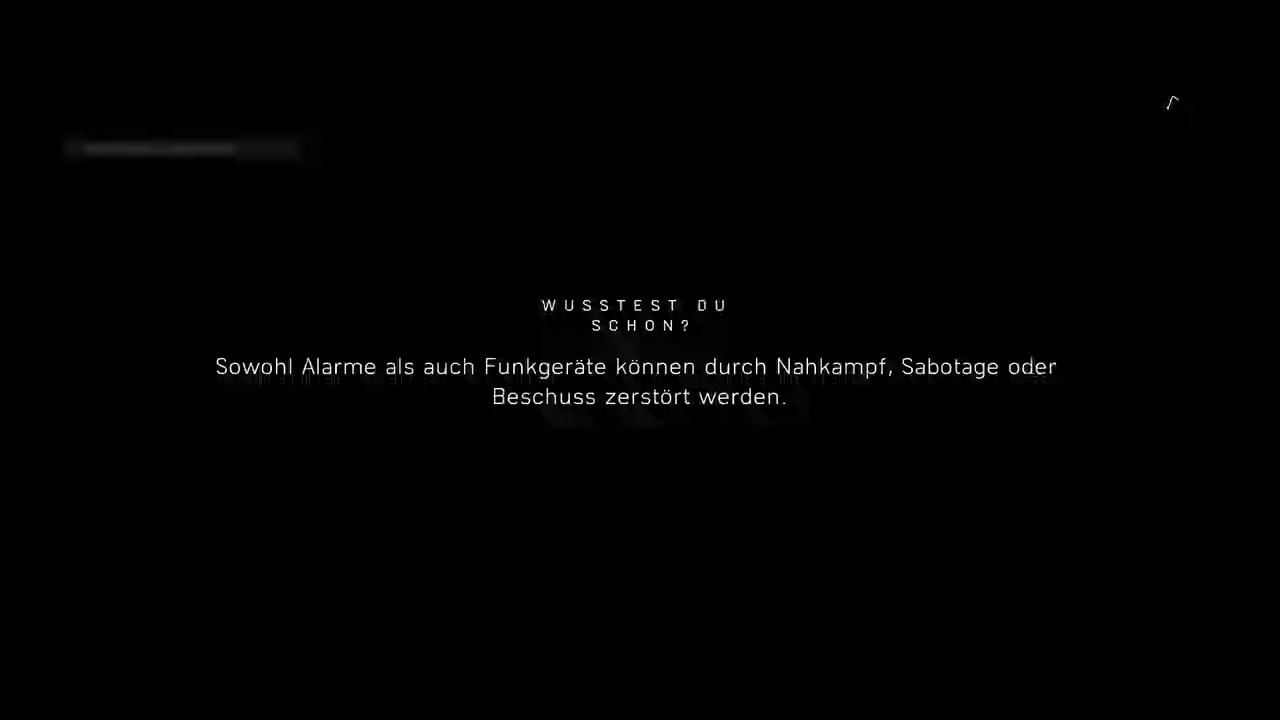 WUSSTEST DU
SCHON?
Sowohl Alarme als auch Funkgeräte können durch Nahkampf, Sabotage oder
Beschuss zerstört werden.